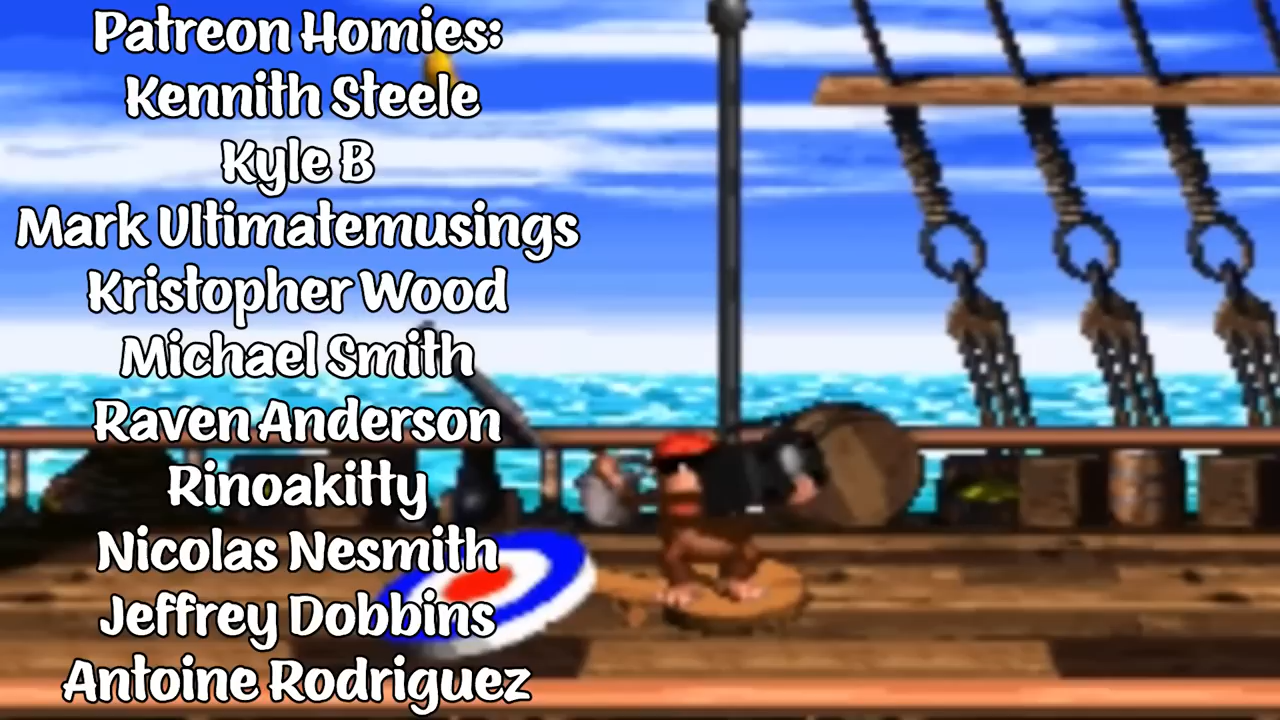 Patreon Homies:
Kennith Steele
Kyle B
Mark Ultimatemusings
Kristopher Wood
Michael Smith
Raven Anderson
Rinoakitty
Nicolas Nesmith
Jeffrey Dobbins
Antoine Rodriguez